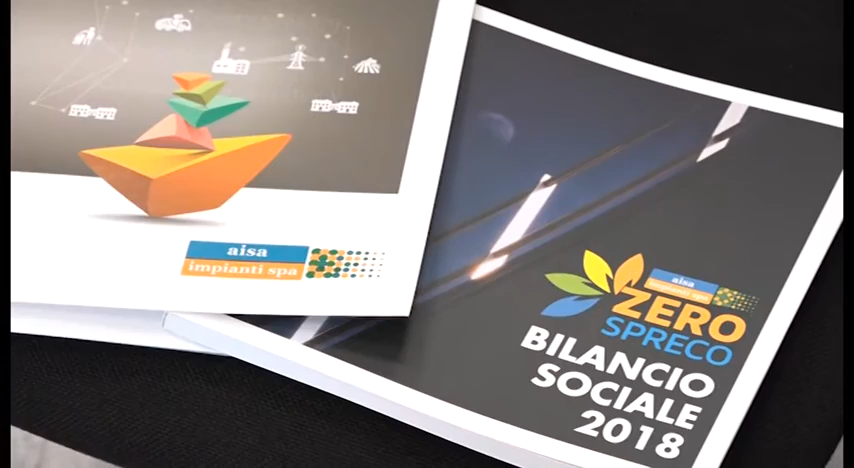 aisa
impianti spa
aisa
impianti spa
ZERO
SPRECO
BILANCIO
SOCIALE
2018